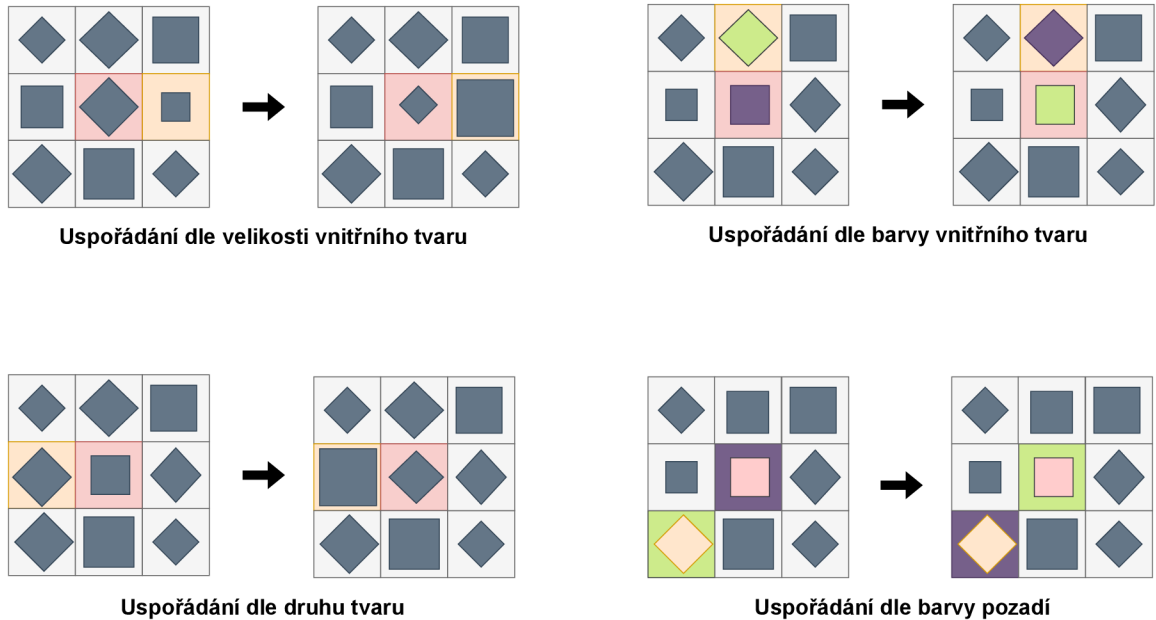 Uspořádání dle velikosti vnitřního tvaru
Uspořádání dle barvy vnitřního tvaru
Uspořádání dle druhu tvaru
Uspořádání dle barvy pozadí